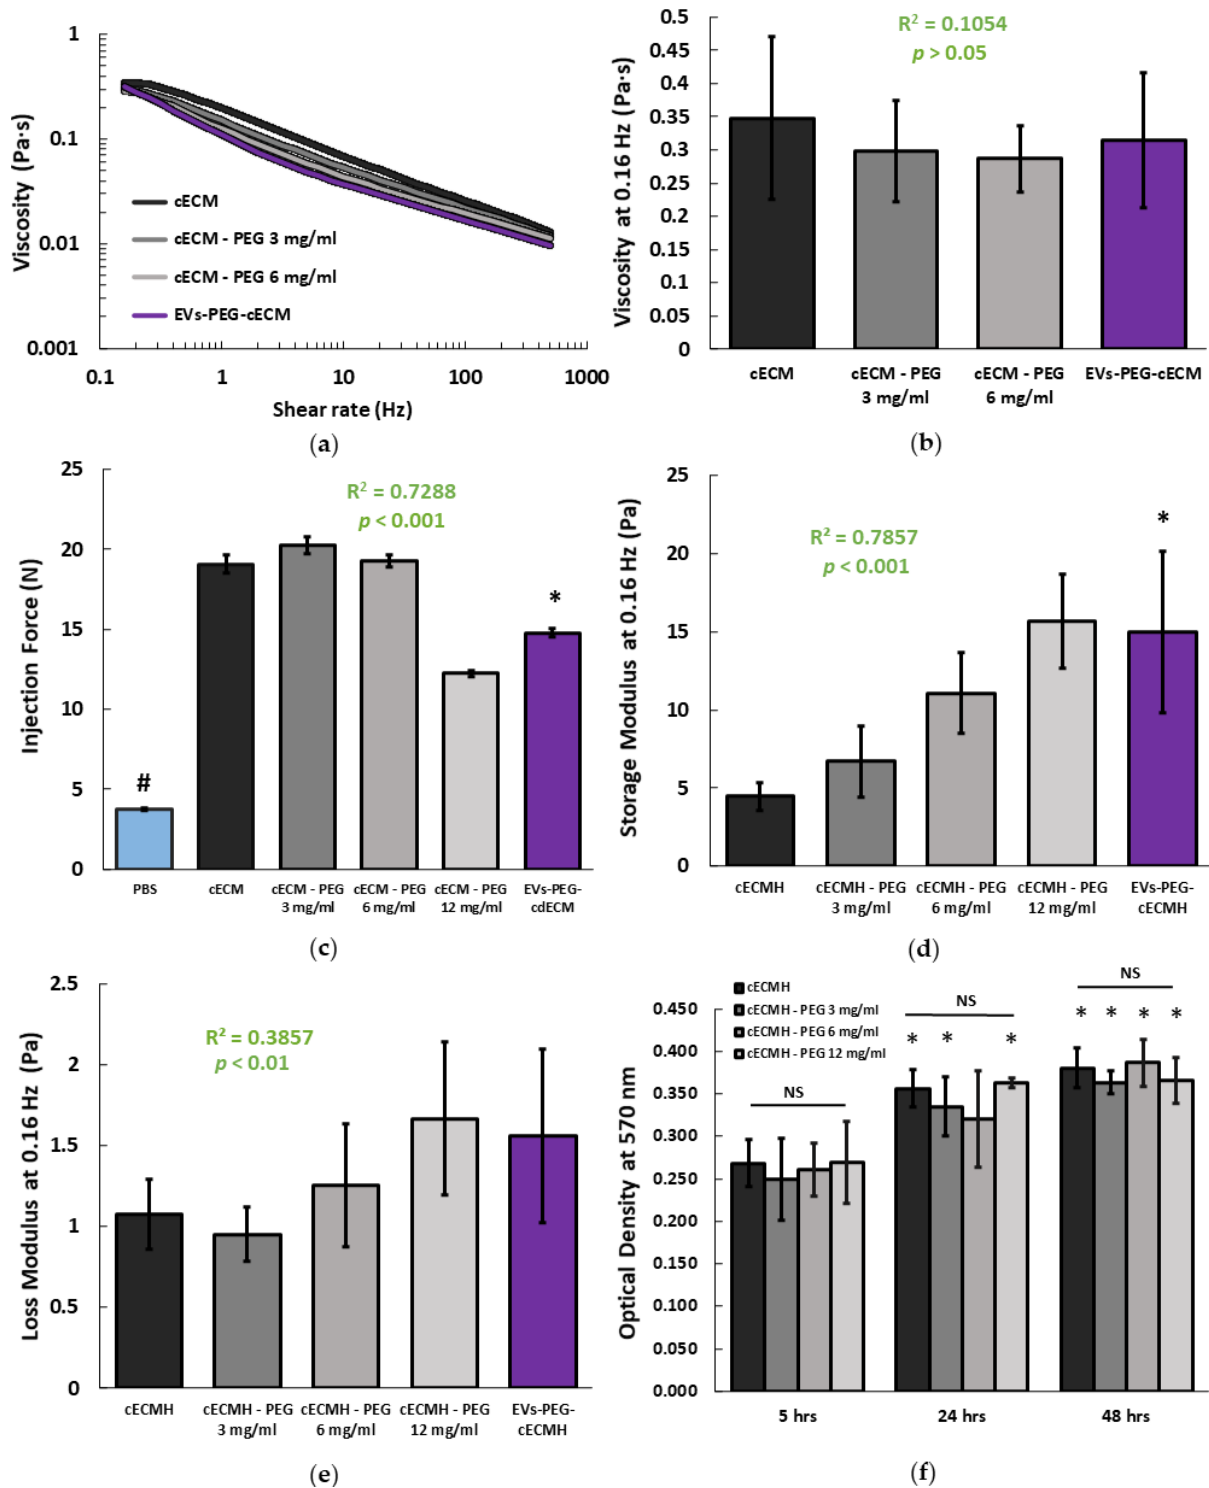 1
0.1
0.01
0.001
Viscosity (Pa·s)
cECM
cECM - PEG 3 mg/ml
cECM - PEG 6 mg/ml
EVs-PEG-cECM
0.1
1
10
100
1000
Shear rate (Hz)
(a)
0.5
0.45
0.4
0.35
0.3
0.25
0.2
0.15
0.1
0.05
0
Viscosity at 0.16 Hz (Pa·s)
R² = 0.1054
p > 0.05
cECM
cECM - PEG
3 mg/ml
cECM - PEG
6 mg/ml
EVs-PEG-cECM
(b)
25
20
15
10
5
0
Injection Force (N)
R² = 0.7288
p < 0.001
#
*
PBS
cECM
cECM - PEG
3 mg/ml
cECM - PEG
6 mg/ml
cECM - PEG
12 mg/ml
EVs-PEG-
cdECM
(c)
25
20
15
10
5
0
Storage Modulus at 0.16 Hz (Pa)
R² = 0.7857
p < 0.001
*
cECMH
cECMH - PEG
3 mg/ml
cECMH - PEG
6 mg/ml
cECMH - PEG
12 mg/ml
EVs-PEG-
cECMH
(d)
2.5
2
1.5
1
0.5
0
Loss Modulus at 0.16 Hz (Pa)
R² = 0.3857
p < 0.01
cECMH
cECMH - PEG
3 mg/ml
cECMH - PEG
6 mg/ml
cECMH - PEG
12 mg/ml
EVs-PEG-
cECMH
(e)
cECMH
cECMH - PEG 3 mg/ml
cECMH - PEG 6 mg/ml
cECMH - PEG 12 mg/ml
0.450
0.400
0.350
0.300
0.250
0.200
0.150
0.100
0.050
0.000
Optical Density at 570 nm
NS
NS
* * *
NS
* * * *
5 hrs
24 hrs
48 hrs
(f)